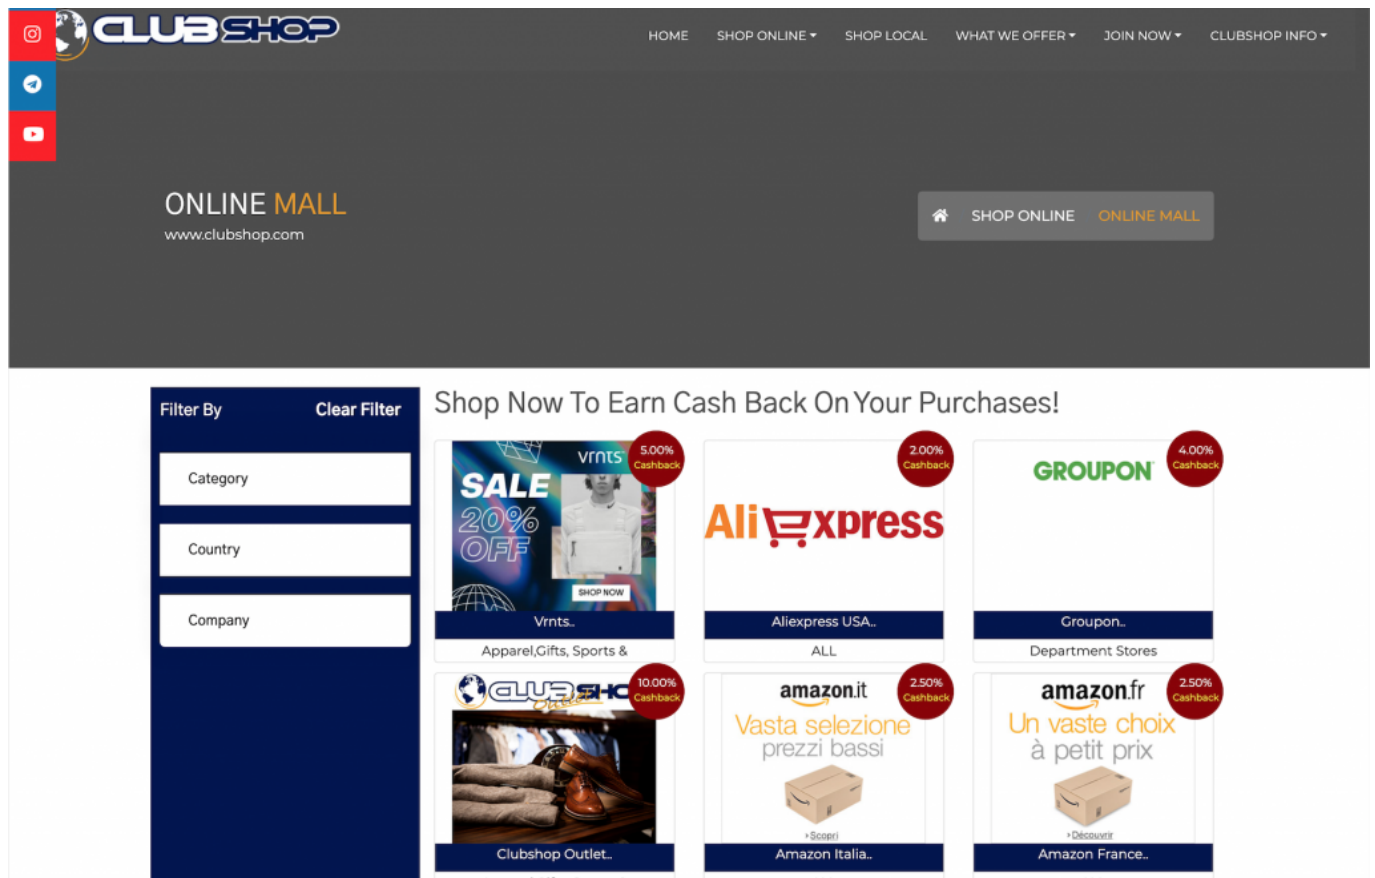 CLUBSHOP
HOME SHOP ONLINE SHOP LOCAL WHAT WE OFFER JOIN NOW CLUBSHOP INFO
ONLINE MALL
www.clubshop.com
SHOP ONLINE ONLINE MALL
Filter By Clear Filter
Category
Country
Company
Shop Now To Earn Cash Back On Your Purchases!
vrnts
SALE
20%
OFF
SHOP NOW
5.00%
Cashback
Vrnts..
Apparel,Gifts, Sports &
AliExpress
2.00%
Cashback
Aliexpress USA..
ALL
GROUPON
4.00%
Cashback
Groupon..
Department Stores
CLUB SHO
Outlet
10.00%
Cashback
Clubshop Outlet..
amazon.it
Vasta selezione
prezzi bassi
› Scopri
2.50%
Cashback
Amazon Italia..
amazon.fr
Un vaste choix
à petit prix
› Découvrir
2.50%
Cashback
Amazon France..